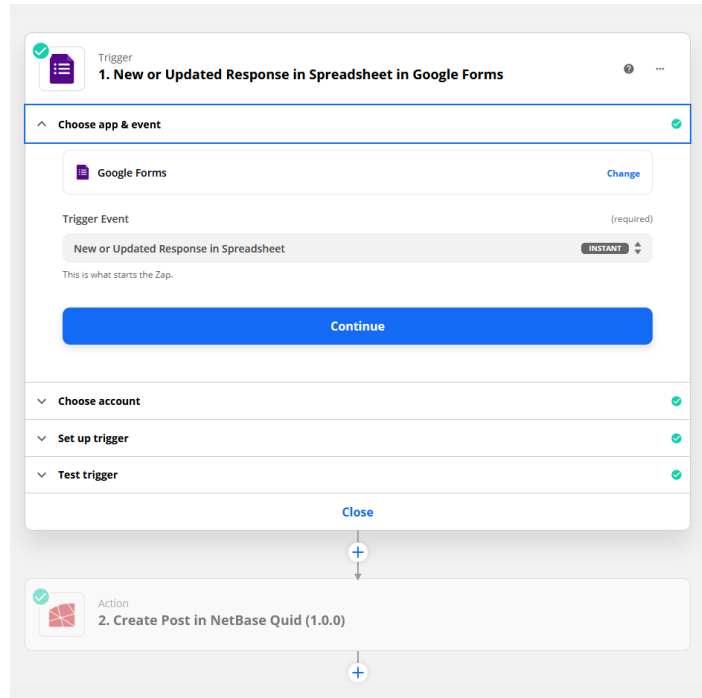 Trigger
1. New or Updated Response in Spreadsheet in Google Forms
Choose app & event
Google Forms
Change
Trigger Event
(required)
New or Updated Response in Spreadsheet
INSTANT
This is what starts the Zap.
Continue
Choose account
Set up trigger
Test trigger
Close
Action
2. Create Post in NetBase Quid (1.0.0)